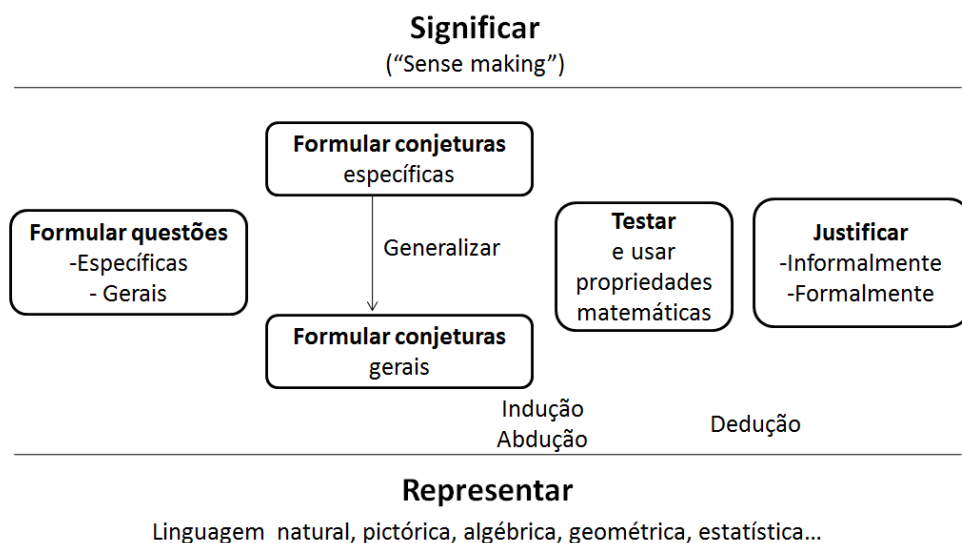 Significar
(“Sense making”)
Formular conjeturas
específicas
Formular questões
-Específicas
- Gerais
Generalizar
Testar
e usar
propriedades
matemáticas
Justificar
-Informalmente
-Formalmente
Formular conjeturas
gerais
Indução
Abdução
Dedução
Representar
Linguagem natural, pictórica, algébrica, geométrica, estatística...